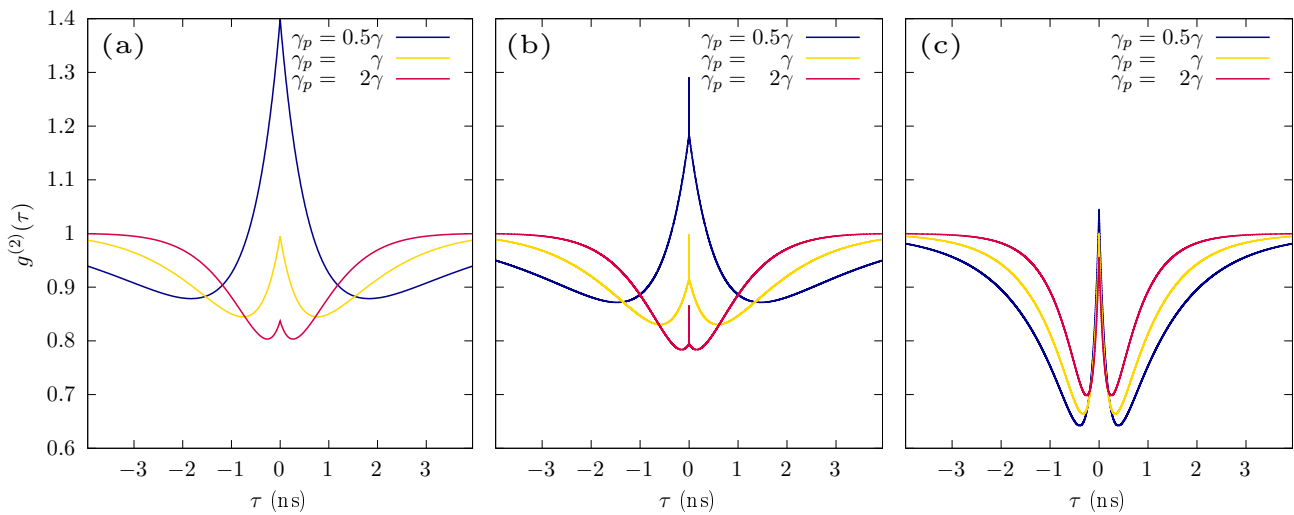 (a)
γₚ = 0.5γ
γₚ = γ
γₚ = 2γ
(b)
γₚ = 0.5γ
γₚ = γ
γₚ = 2γ
(c)
γₚ = 0.5γ
γₚ = γ
γₚ = 2γ
1.4
1.3
1.2
1.1
1
0.9
0.8
0.7
0.6
g⁽²⁾(τ)
−3 −2 −1 0 1 2 3
−3 −2 −1 0 1 2 3
−3 −2 −1 0 1 2 3
τ (ns)
τ (ns)
τ (ns)